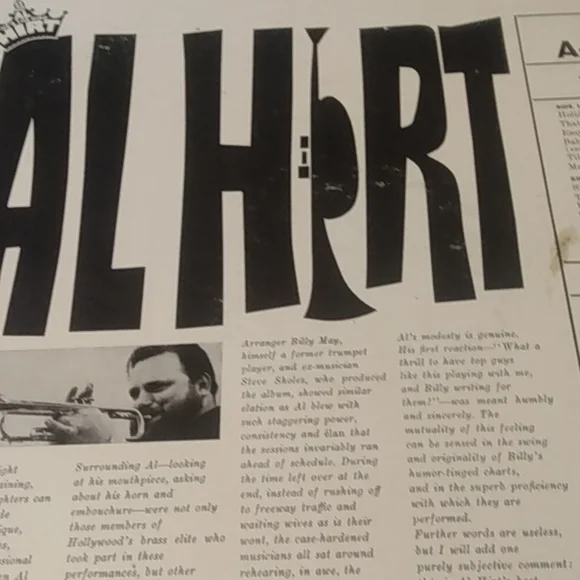 HIRT
AL HIRT
Surrounding Al—looking
at his mouthpiece, asking
about his horn and
embouchure—were not only
those members of
Hollywood's brass elite who
took part in these
performances, but other
Arranger Billy May,
himself a former trumpet
player, and ex-musician
Steve Sholes, who produced
the album, showed similar
elation as Al blew with
such staggering power,
consistency and élan that
the sessions invariably ran
ahead of schedule. During
the time left over at the
end, instead of rushing off
to freeway traffic and
waiting wives as is their
wont, the case-hardened
musicians all sat around
rehearing, in awe, the
Al's modesty is genuine.
His first reaction—"What a
thrill to have top guys
like this playing with me,
and Billy writing for
them!"—was meant humbly
and sincerely. The
mutuality of this feeling
can be sensed in the swing
and originality of Billy's
humor-tinged charts,
and in the superb proficiency
with which they are
performed.
Further words are useless,
but I will add one
purely subjective comment: